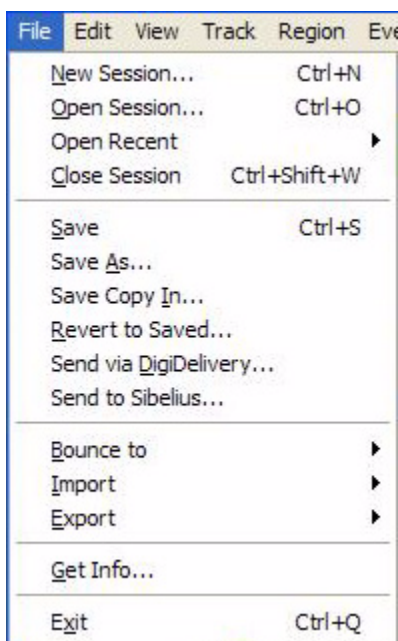 File Edit View Track Region Eve
New Session... Ctrl+N
Open Session... Ctrl+O
Open Recent
Close Session Ctrl+Shift+W
Save Ctrl+S
Save As...
Save Copy In...
Revert to Saved...
Send via DigiDelivery...
Send to Sibelius...
Bounce to
Import
Export
Get Info...
Exit Ctrl+Q